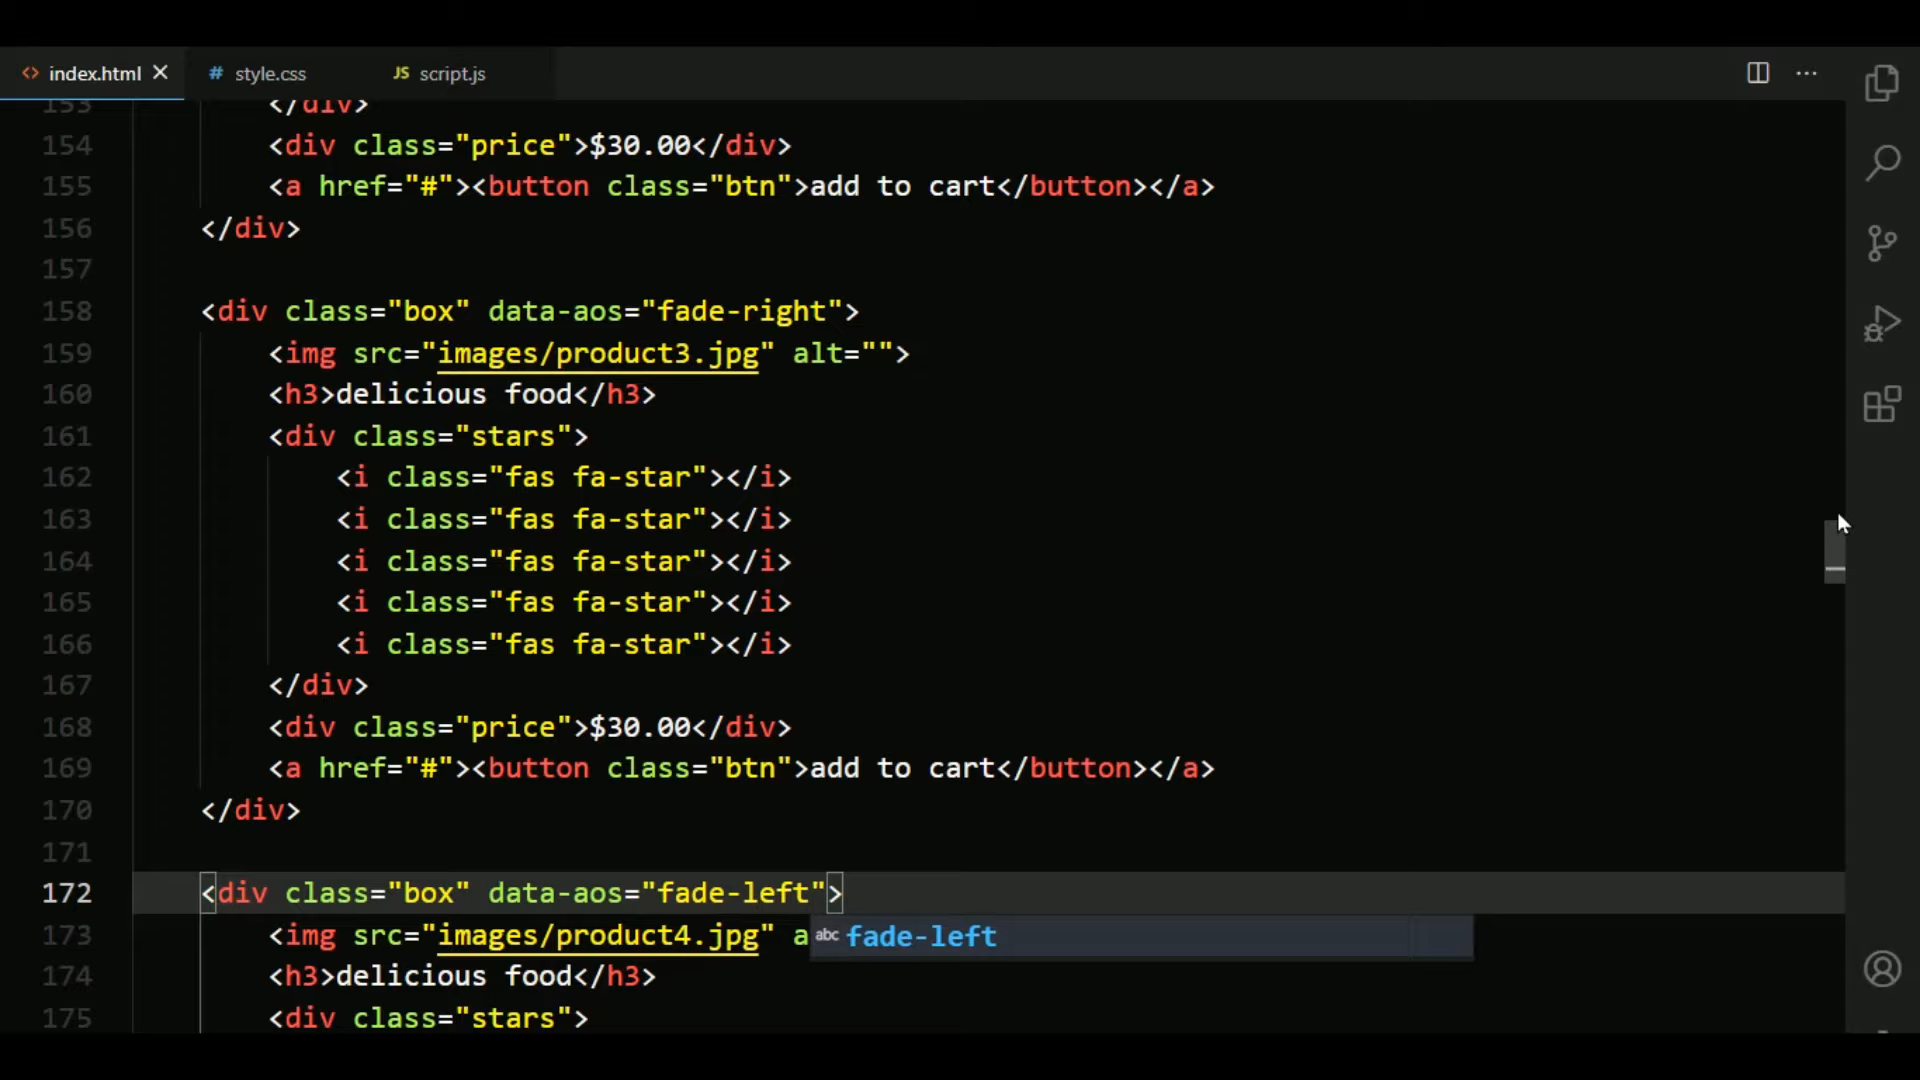 index.html
style.css
JS script.js
153 </div>
154 <div class="price">$30.00</div>
155 <a href="#"><button class="btn">add to cart</button></a>
156 </div>
157
158 <div class="box" data-aos="fade-right">
159 <img src="images/product3.jpg" alt="">
160 <h3>delicious food</h3>
161 <div class="stars">
162 <i class="fas fa-star"></i>
163 <i class="fas fa-star"></i>
164 <i class="fas fa-star"></i>
165 <i class="fas fa-star"></i>
166 <i class="fas fa-star"></i>
167 </div>
168 <div class="price">$30.00</div>
169 <a href="#"><button class="btn">add to cart</button></a>
170 </div>
171
172 <div class="box" data-aos="fade-left">
173 <img src="images/product4.jpg" a
abc fade-left
174 <h3>delicious food</h3>
175 <div class="stars">